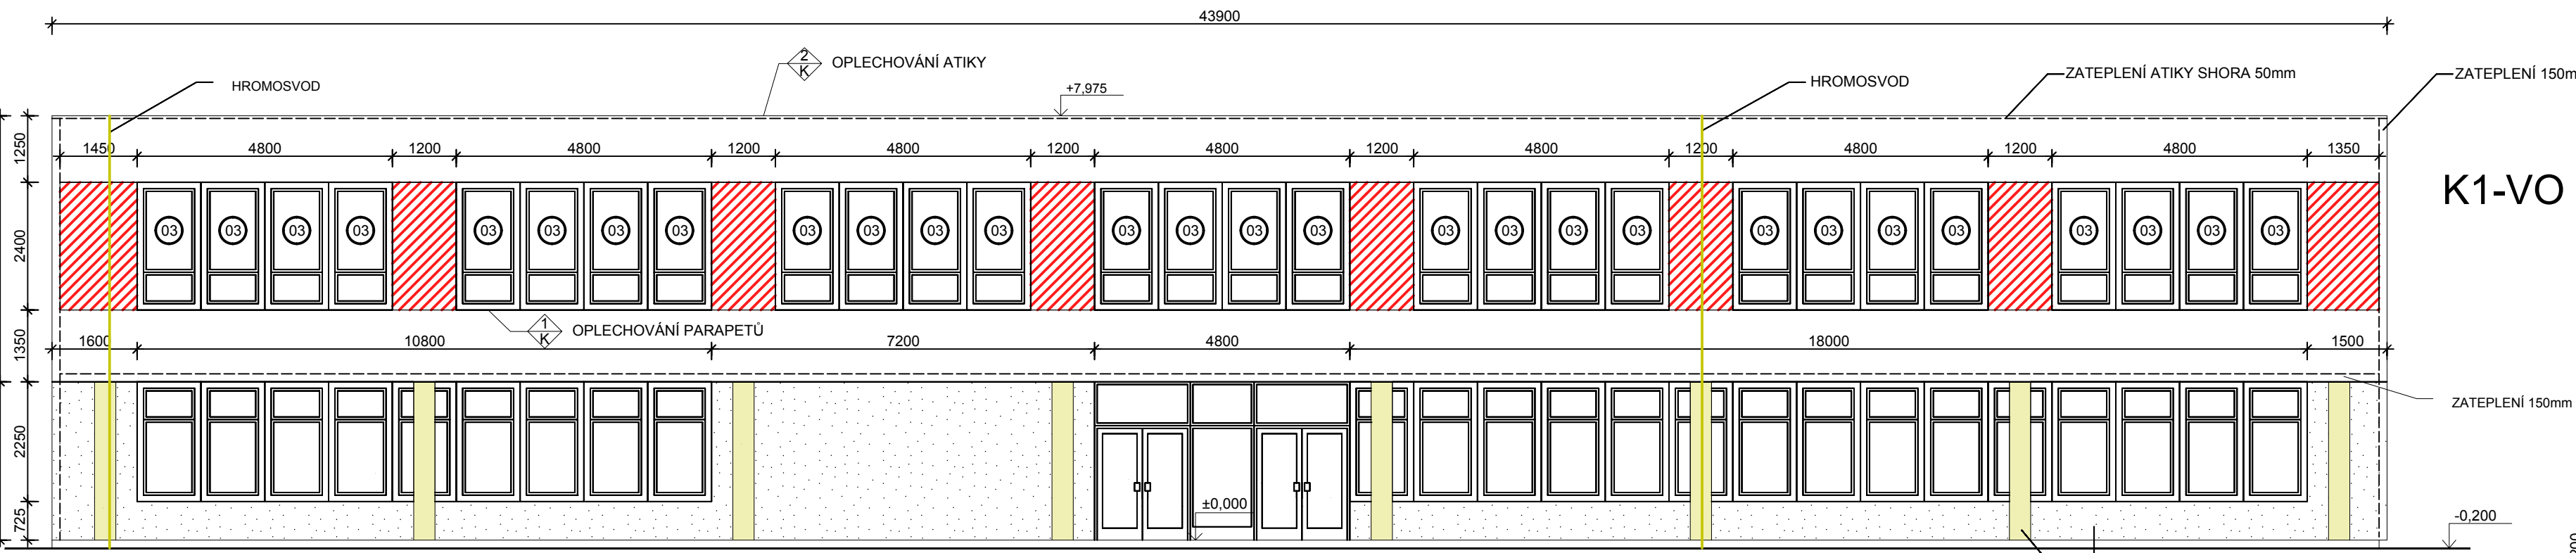 43900
2
K
OPLECHOVÁNÍ ATIKY
HROMOSVOD
+7,975
HROMOSVOD
ZATEPLENÍ ATIKY SHORA 50mm
ZATEPLENÍ 150m
1250
1450 4800 1200 4800 1200 4800 1200 4800 1200 4800 1200 4800 1200 4800 1350
K1-VO
2400
03 03 03 03 03 03 03 03 03 03 03 03 03 03 03 03 03 03 03 03 03 03 03 03 03 03 03 03
1
K
OPLECHOVÁNÍ PARAPETŮ
1350
1600 10800 7200 4800 18000 1500
ZATEPLENÍ 150mm
2250
±0,000
725
-0,200